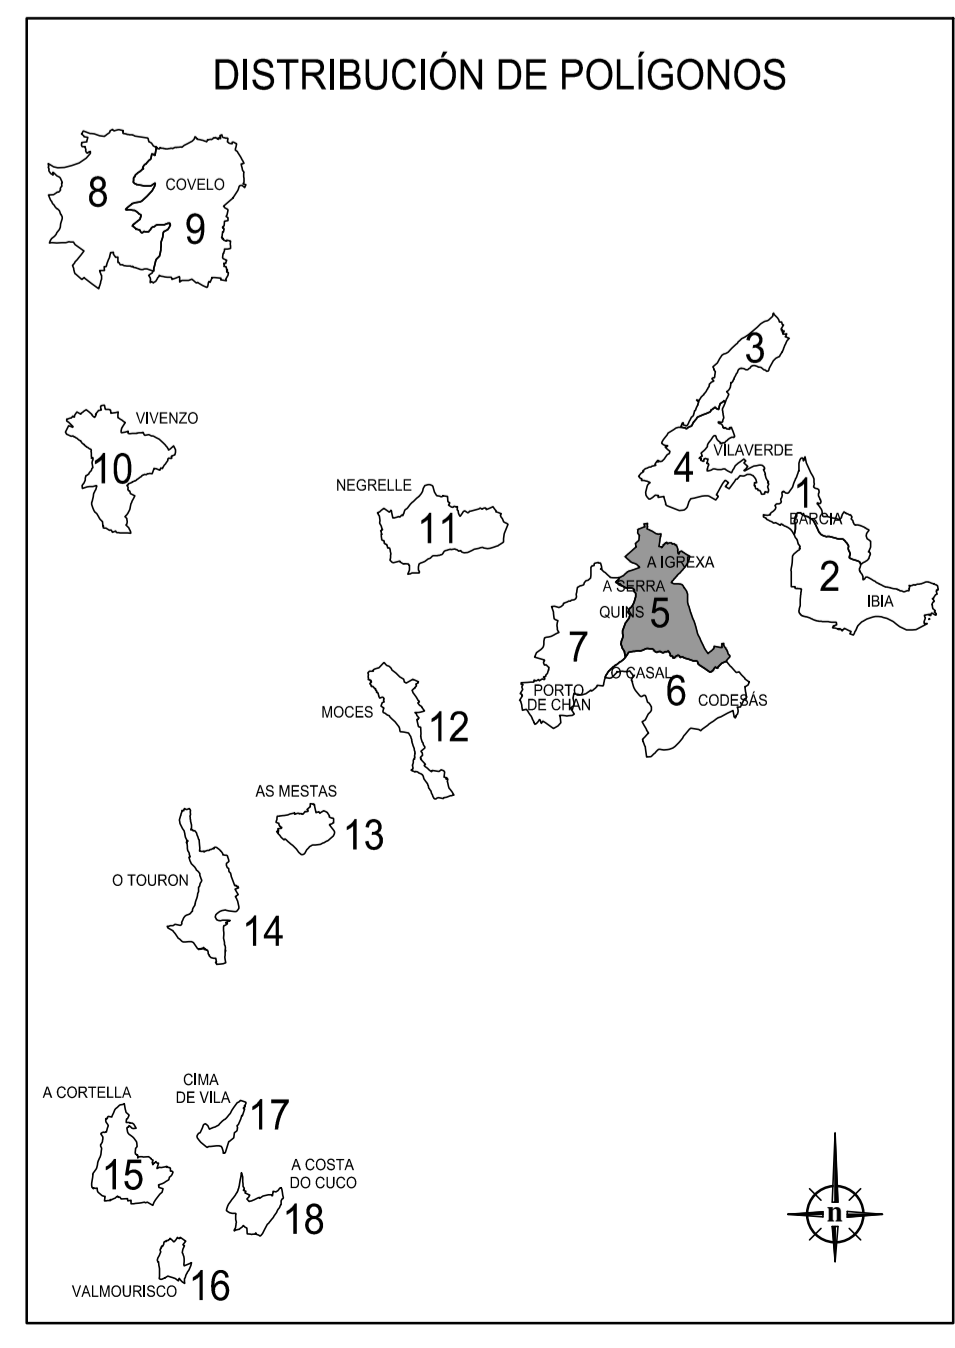 DISTRIBUCIÓN DE POLÍGONOS
8
COVELO
9
3
VIVENZO
10
4
VILAVERDE
NEGRELLE
11
1
BARCIA
2
IBIA
A IGREXA
A SERRA
QUINS
5
7
O CASAL
6
CODESÁS
PORTO
DE CHAN
MOCES
12
AS MESTAS
13
O TOURON
14
A CORTELLA
15
CIMA
DE VILA
17
A COSTA
DO CUCO
18
VALMOURISCO
16
n